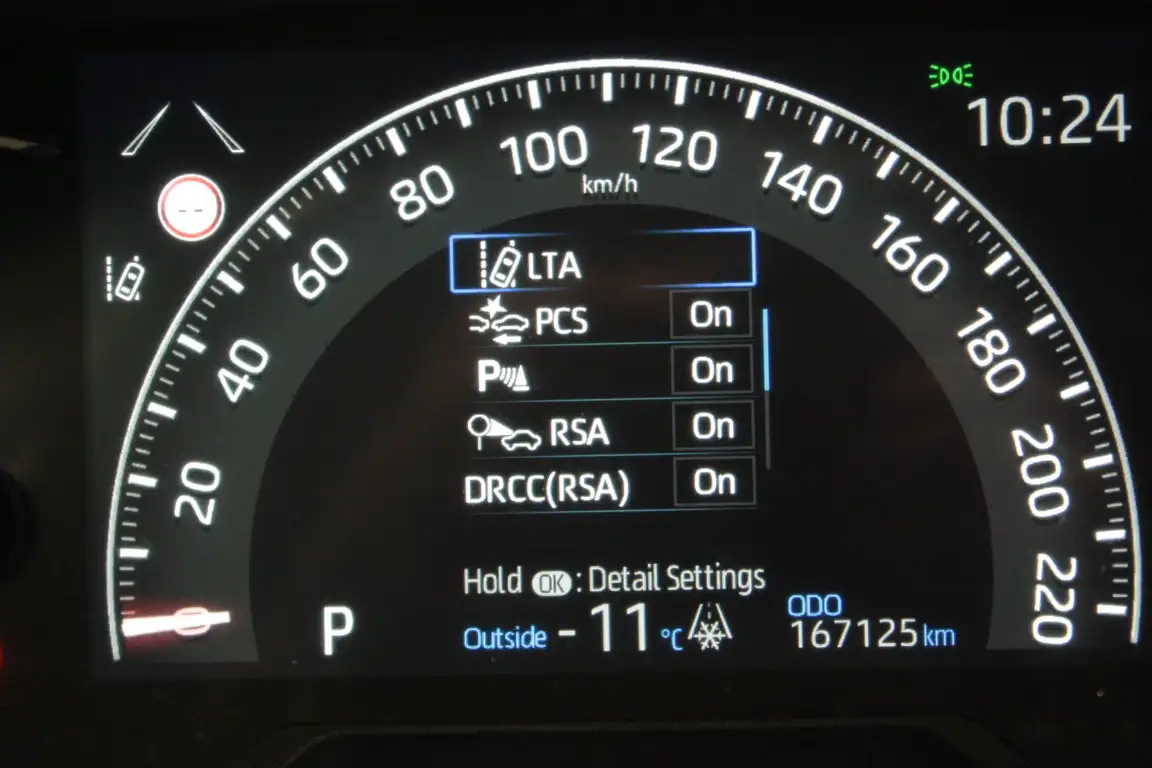 10:24
100 120
km/h
80 140
60 160
40 180
20 200
0 220
- -
LTA
PCS On
P On
RSA On
DRCC(RSA) On
Hold OK : Detail Settings
P
Outside -11 °C
ODO
167125 km